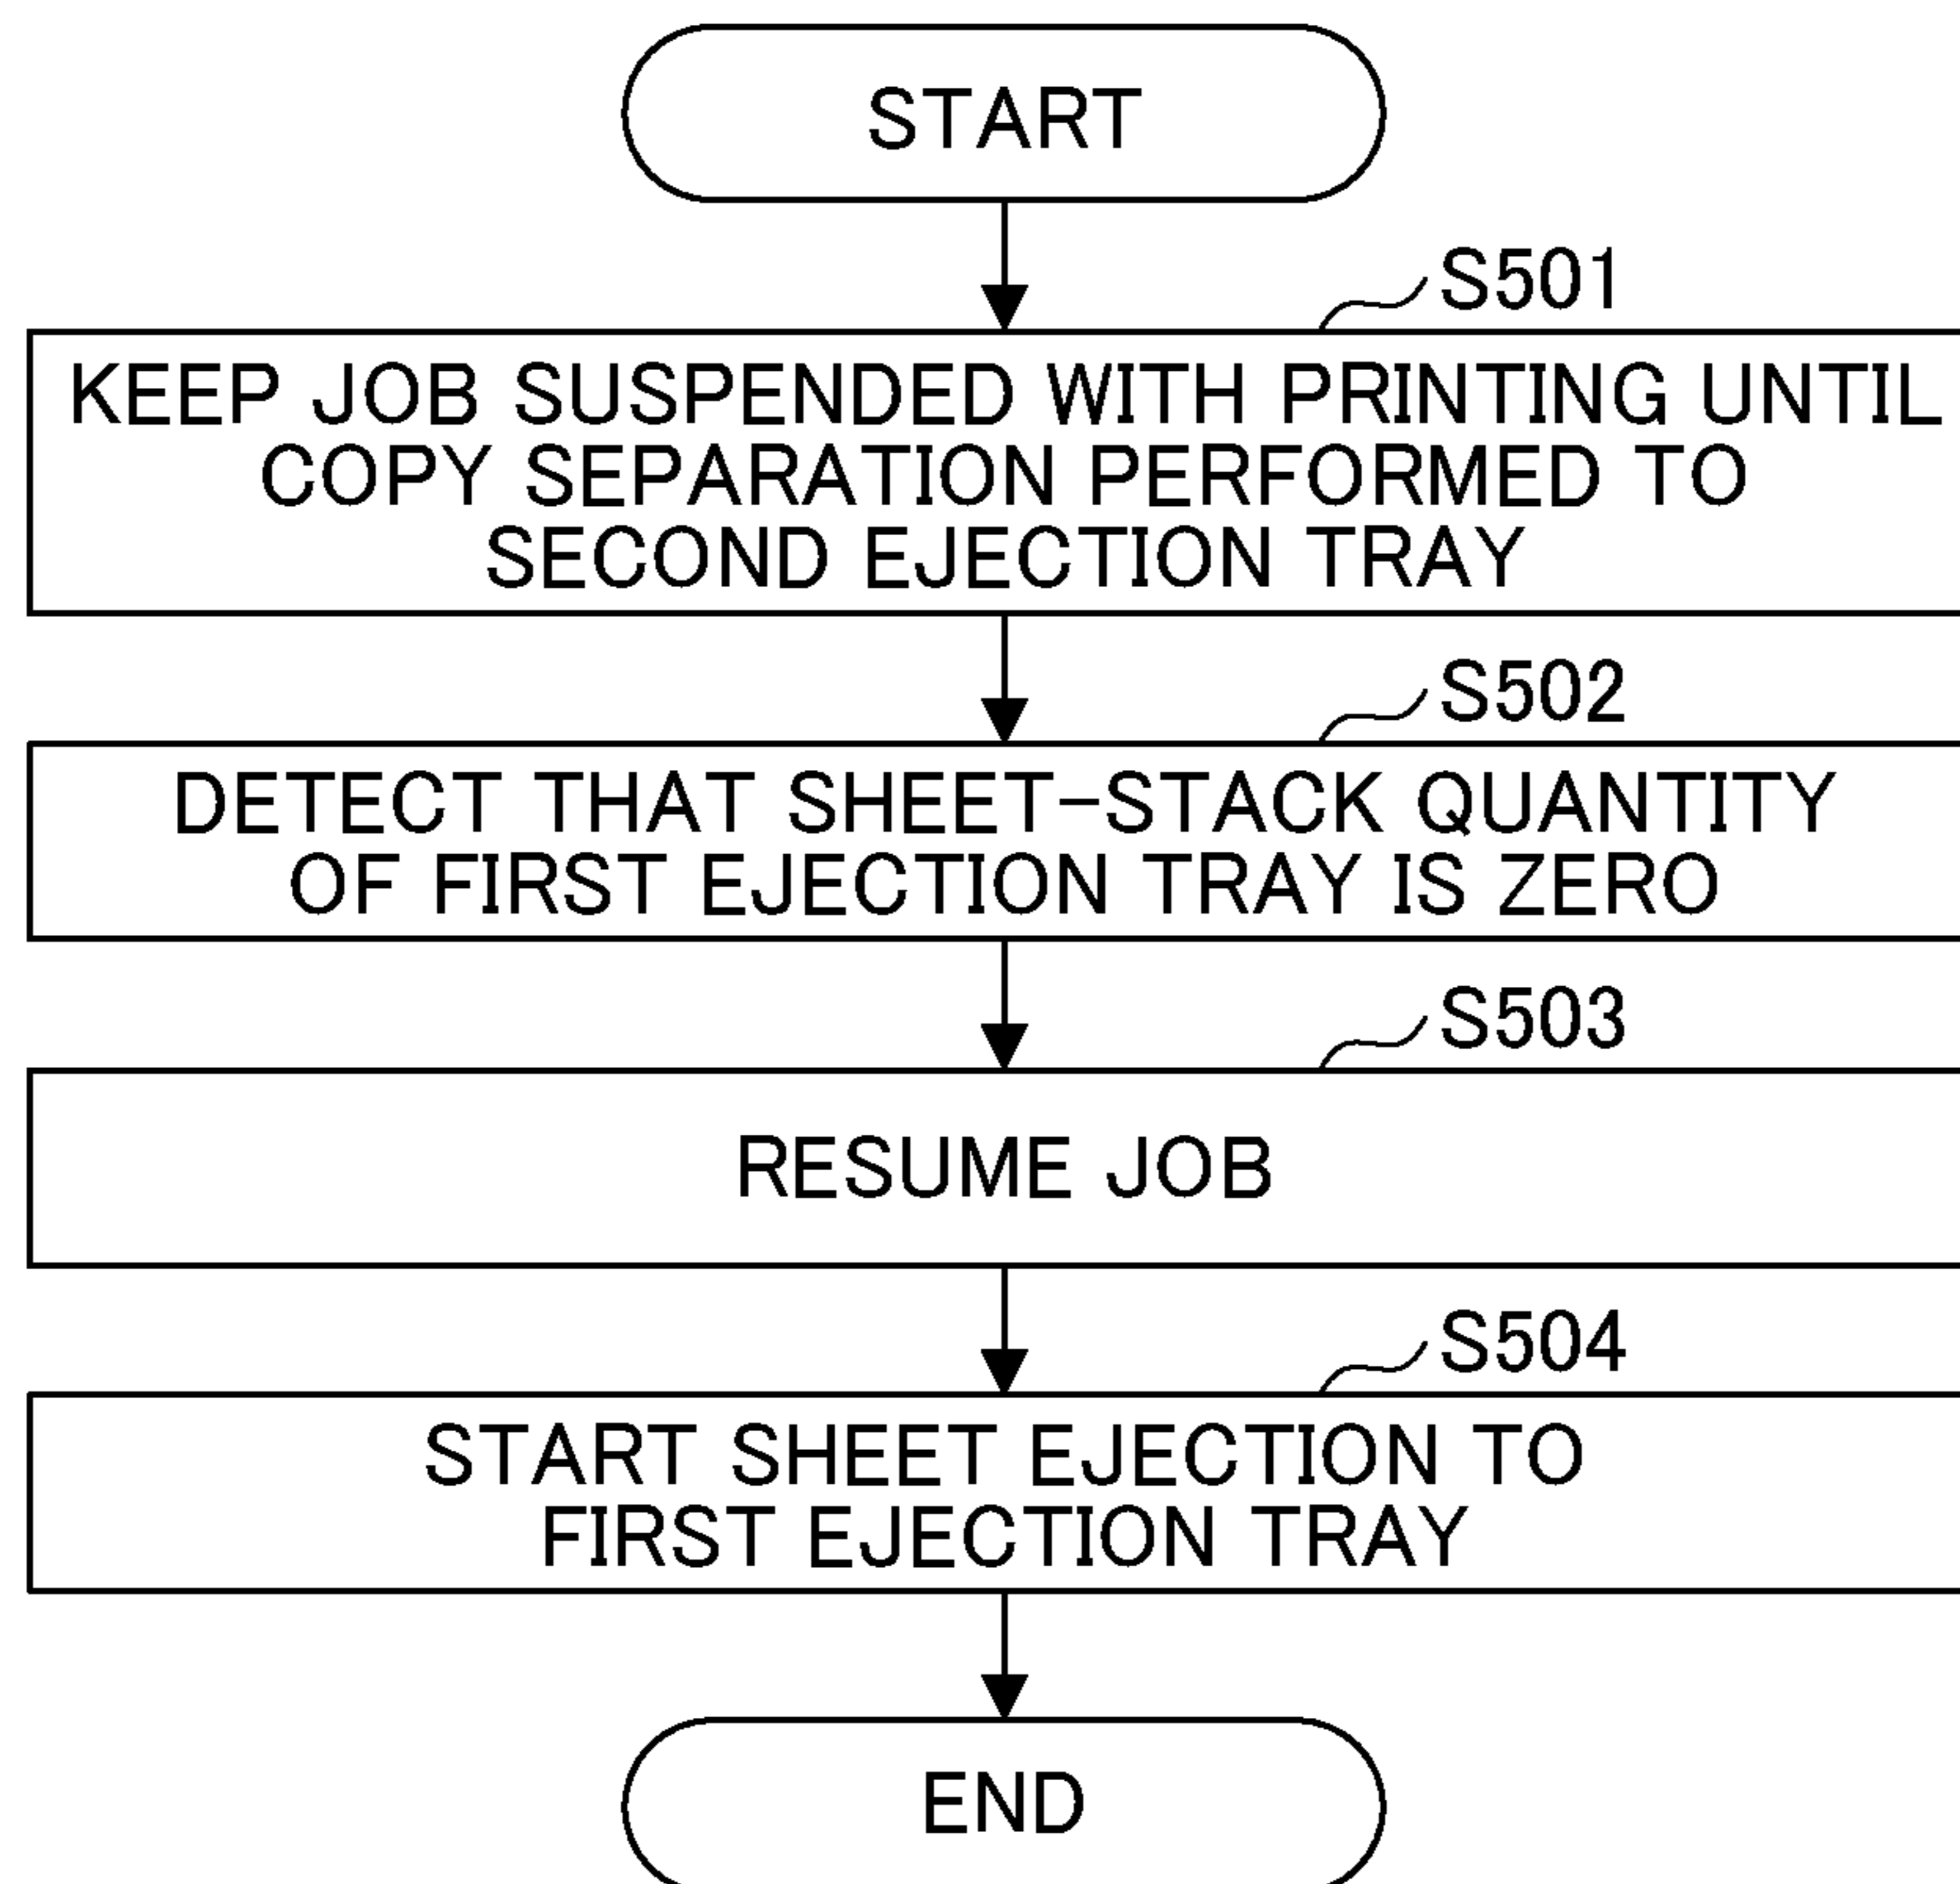 START
S501
KEEP JOB SUSPENDED WITH PRINTING UNTIL
COPY SEPARATION PERFORMED TO
SECOND EJECTION TRAY
S502
DETECT THAT SHEET-STACK QUANTITY
OF FIRST EJECTION TRAY IS ZERO
S503
RESUME JOB
S504
START SHEET EJECTION TO
FIRST EJECTION TRAY
END